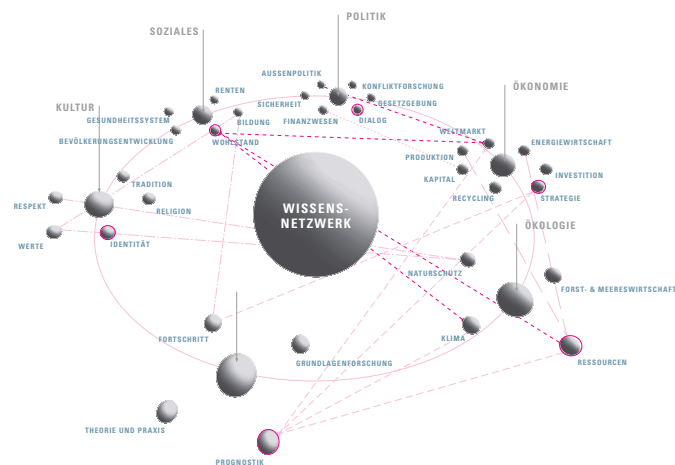 POLITIK
SOZIALES
AUSSENPOLITIK
KONFLIKTFORSCHUNG
ÖKONOMIE
RENTEN
SICHERHEIT
GESETZGEBUNG
KULTUR
GESUNDHEITSSYSTEM
BILDUNG
FINANZWESEN
DIALOG
BEVÖLKERUNGSENTWICKLUNG
WOHLSTAND
WELTMARKT
ENERGIEWIRTSCHAFT
PRODUKTION
INVESTITION
KAPITAL
TRADITION
RECYCLING
STRATEGIE
RESPEKT
RELIGION
WISSENS-
NETZWERK
ÖKOLOGIE
WERTE
IDENTITÄT
NATURSCHUTZ
FORST- & MEERESWIRTSCHAFT
FORTSCHRITT
KLIMA
GRUNDLAGENFORSCHUNG
RESSOURCEN
THEORIE UND PRAXIS
PROGNOSTIK